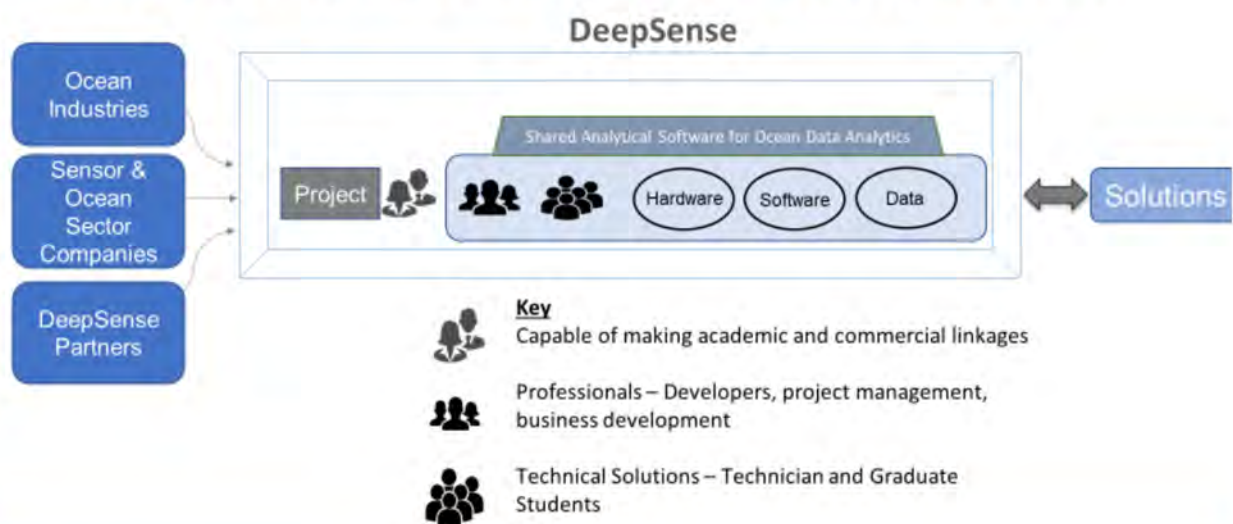 DeepSense
Ocean
Industries
Sensor &
Ocean
Sector
Companies
DeepSense
Partners
Shared Analytical Software for Ocean Data Analytics
Project
Hardware
Software
Data
Solutions
Key
Capable of making academic and commercial linkages
Professionals – Developers, project management,
business development
Technical Solutions – Technician and Graduate
Students